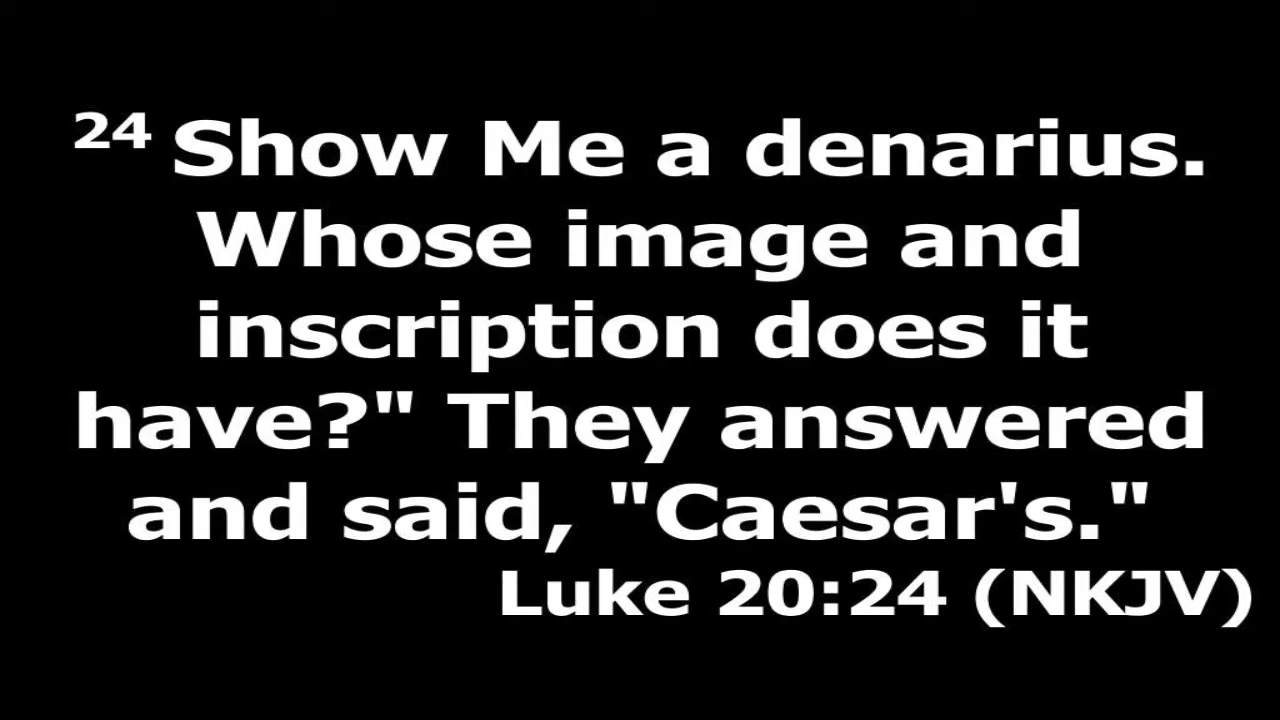 24 Show Me a denarius.
Whose image and
inscription does it
have?" They answered
and said, "Caesar's."
Luke 20:24 (NKJV)